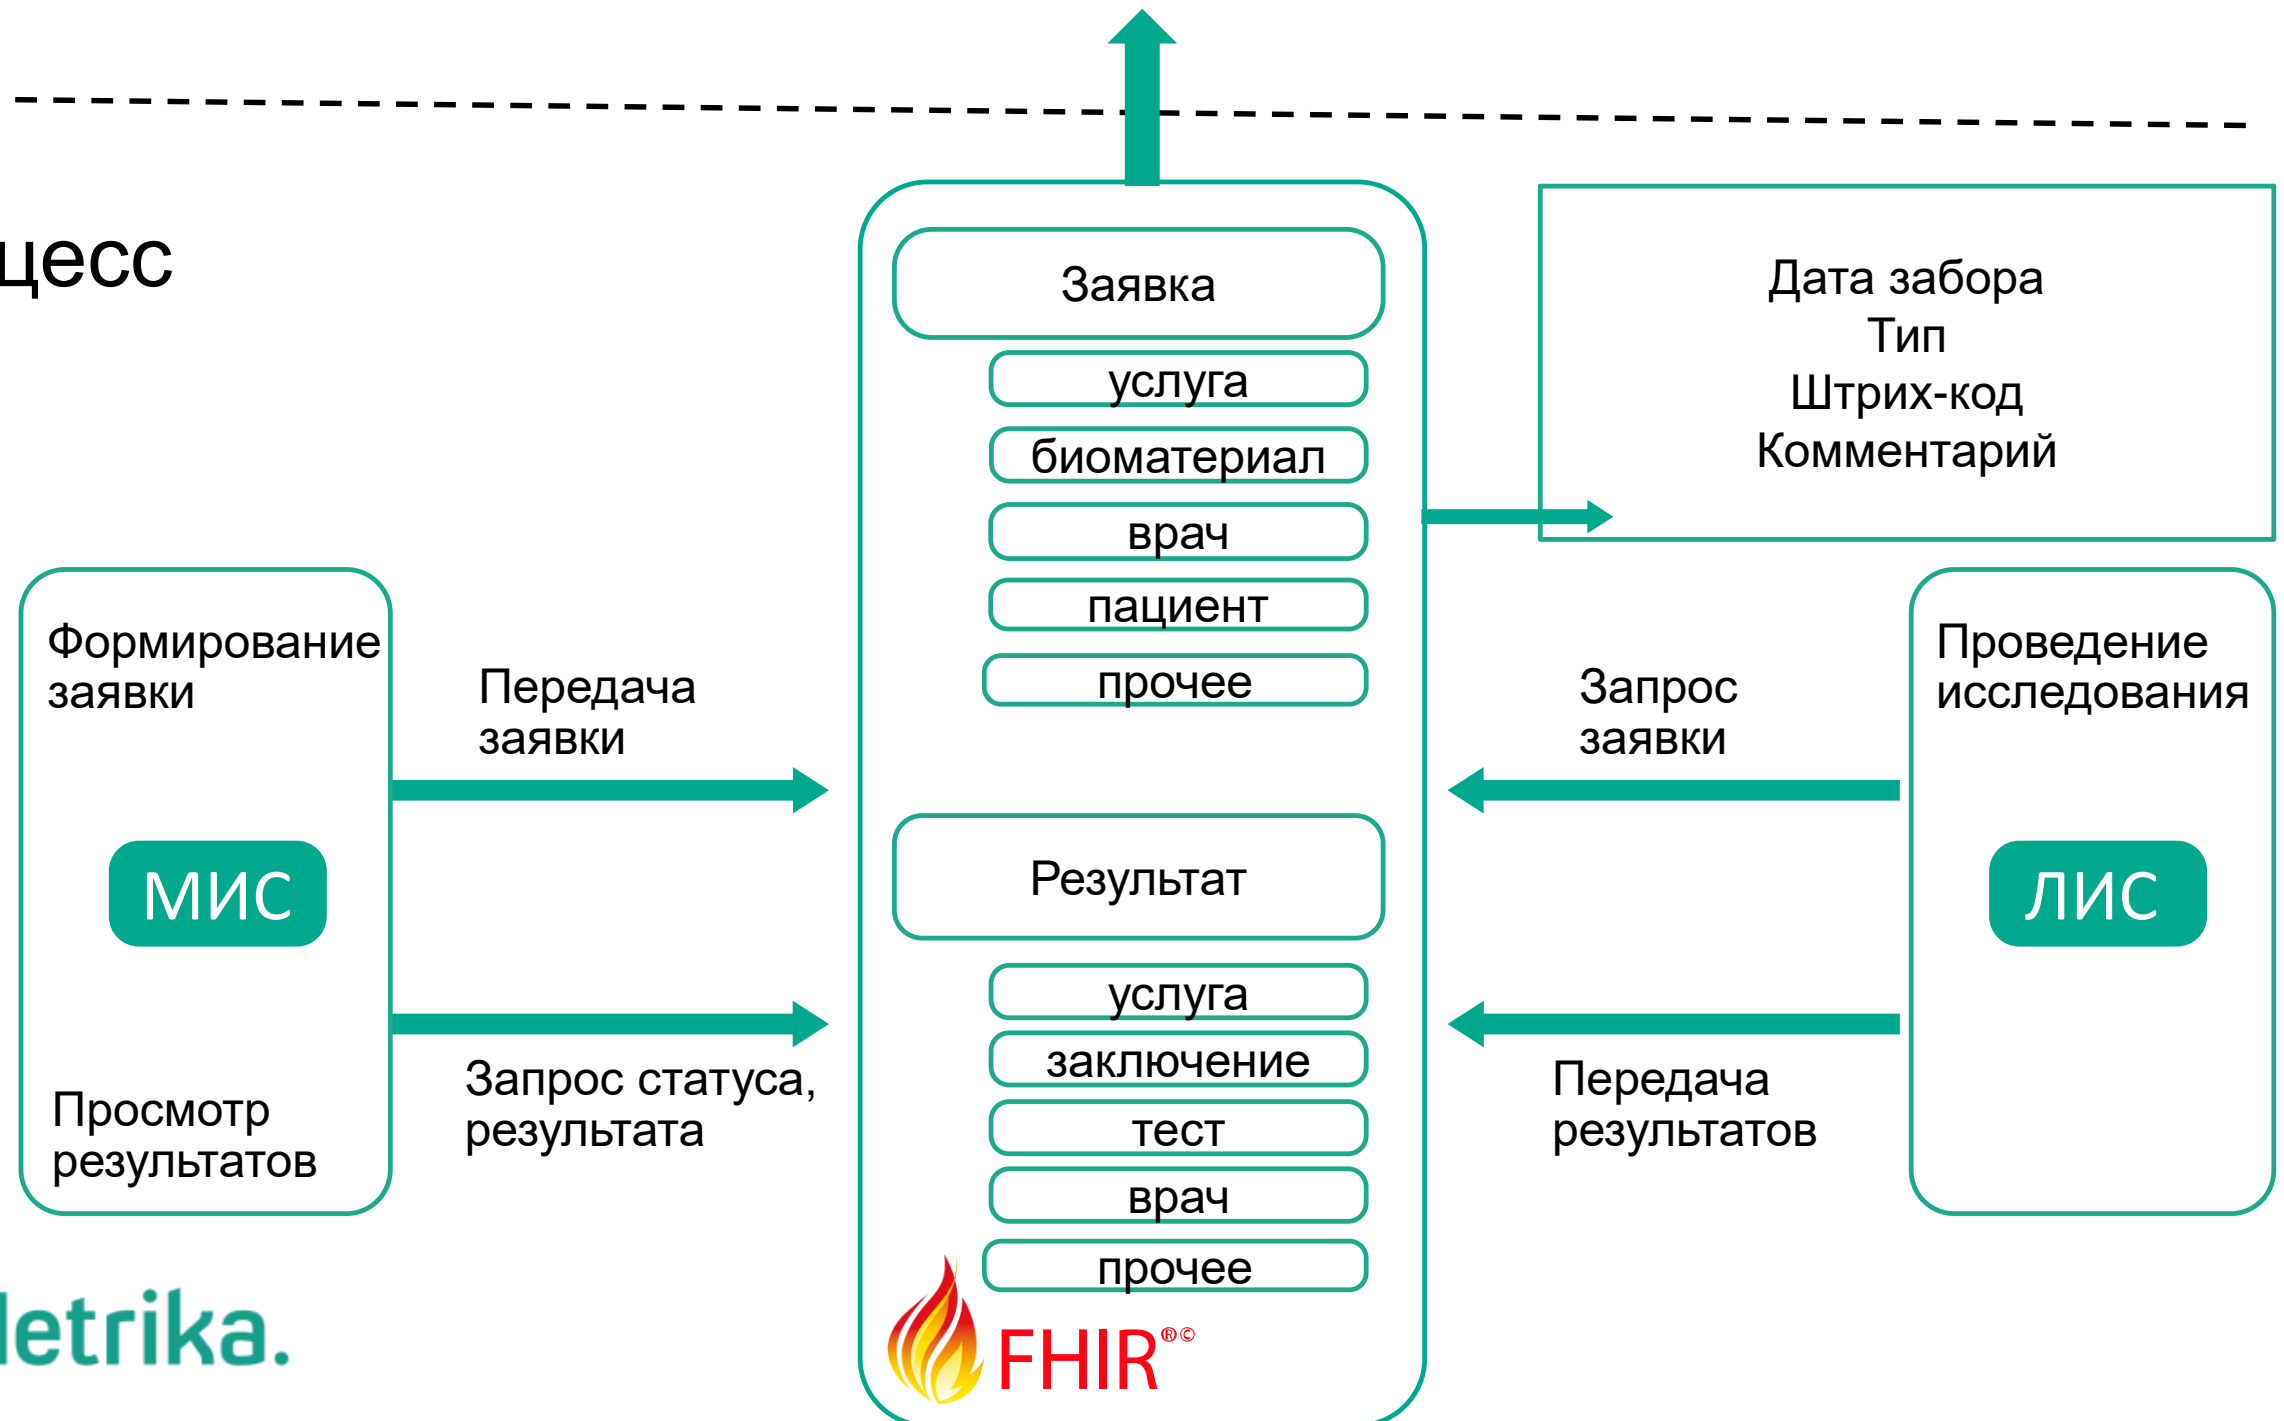 цесс
Заявка
услуга
биоматериал
врач
пациент
прочее
Дата забора
Тип
Штрих-код
Комментарий
Формирование
заявки
МИС
Просмотр
результатов
Передача
заявки
Запрос статуса,
результата
Результат
услуга
заключение
тест
врач
прочее
FHIR®©
Запрос
заявки
Передача
результатов
Проведение
исследования
ЛИС
letrika.